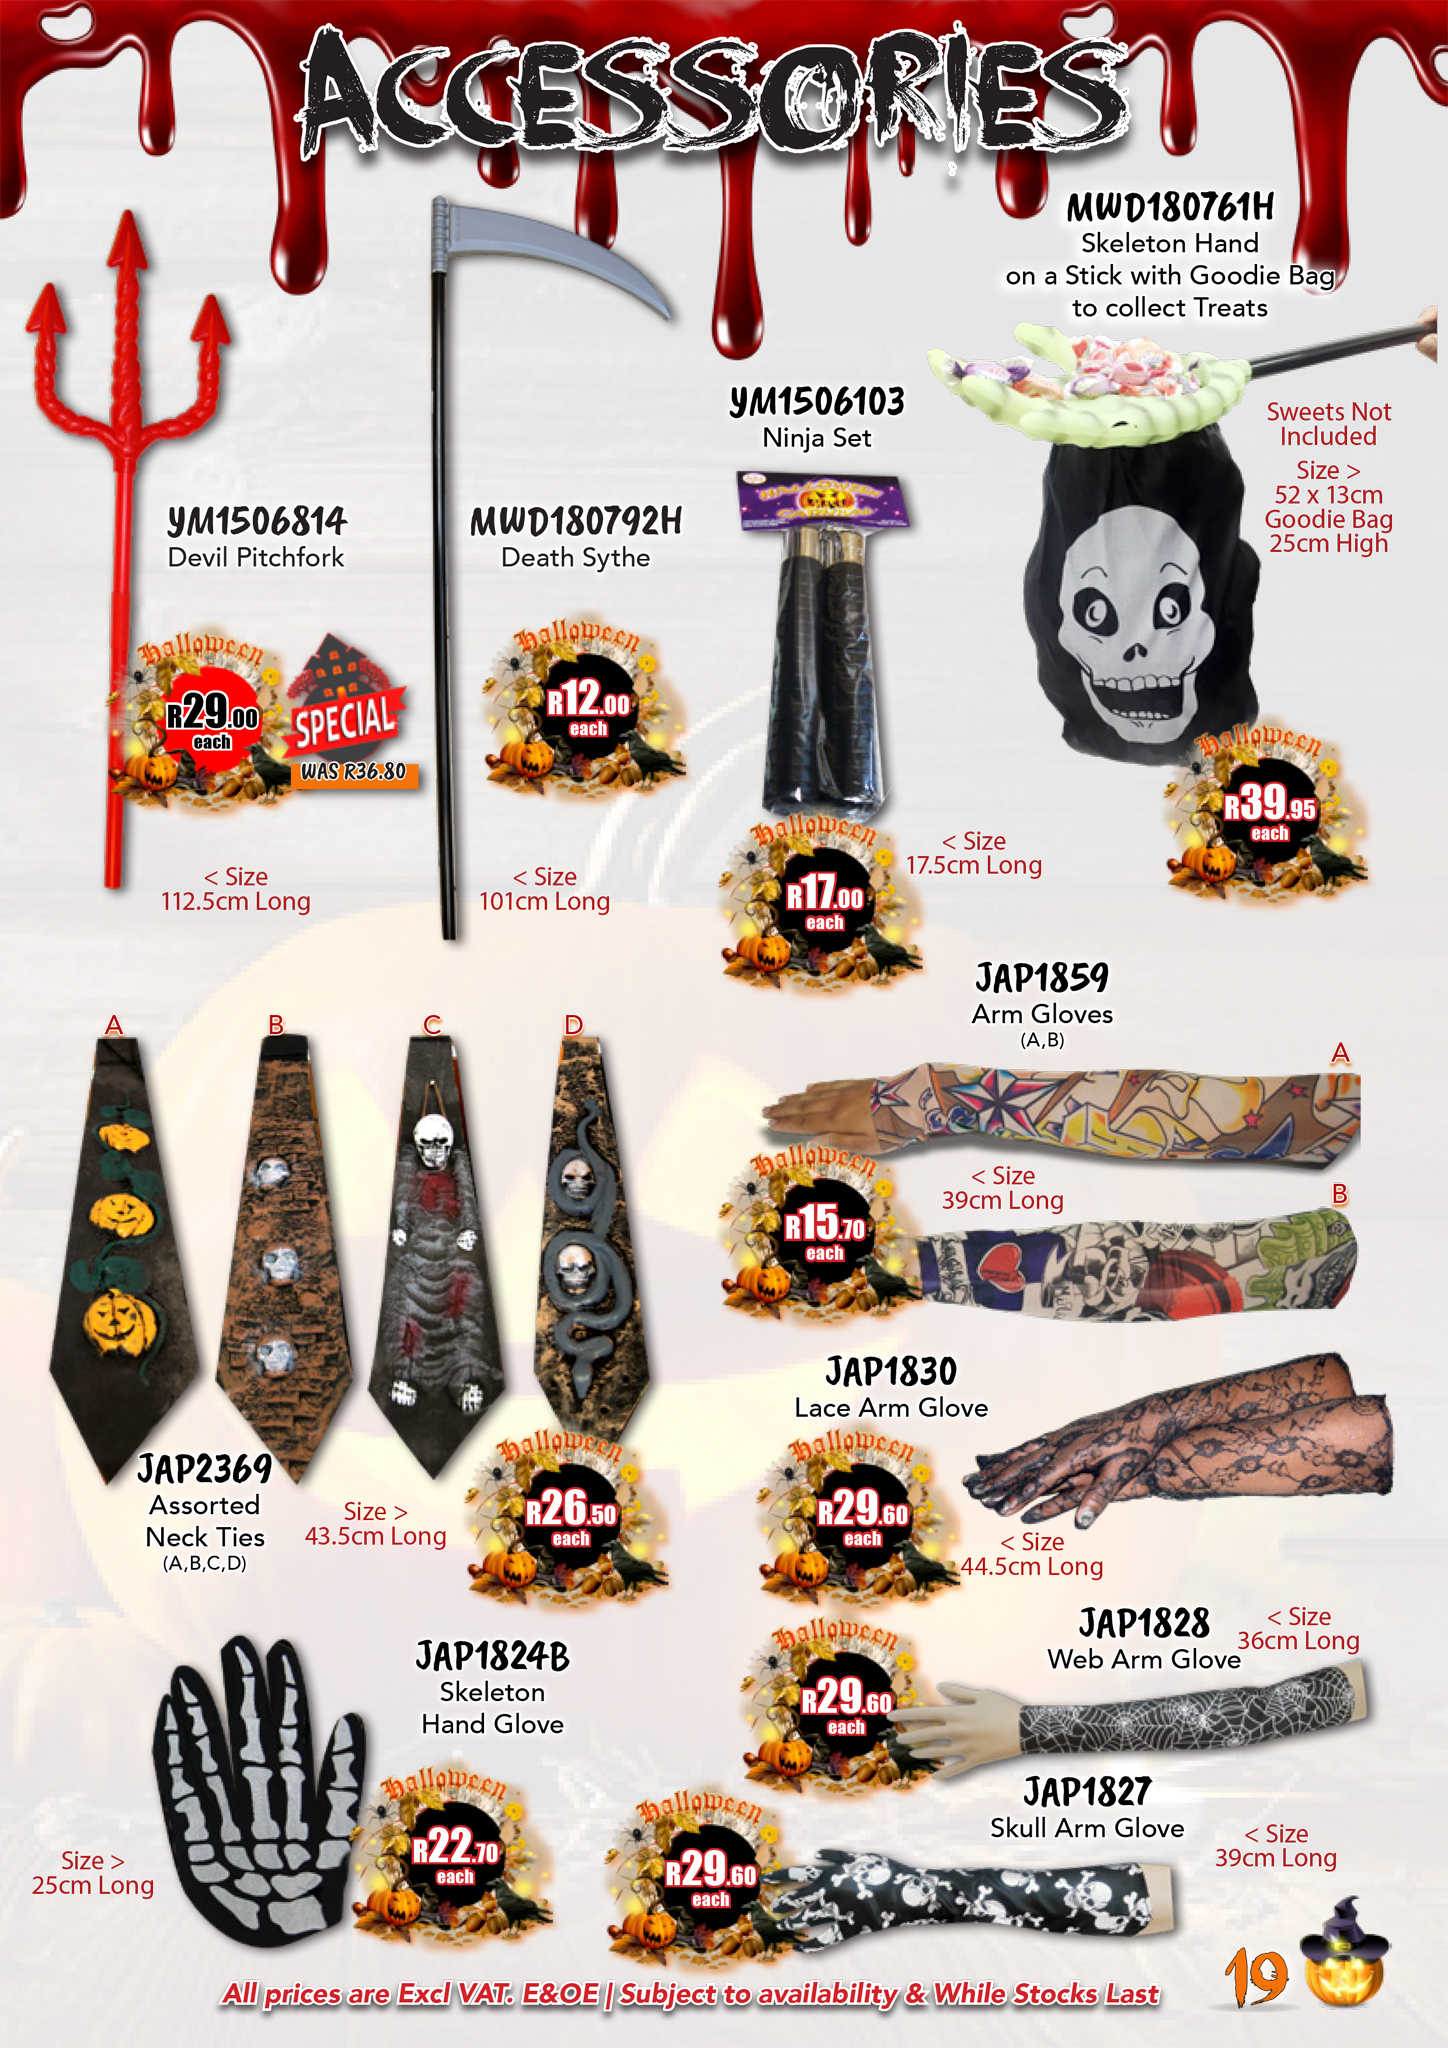 ACCESSORIES
MWD180761H
Skeleton Hand
on a Stick with Goodie Bag
to collect Treats
Sweets Not
Included
Size >
52 x 13cm
Goodie Bag
25cm High
Halloween
R39.95
each
YM1506814
Devil Pitchfork
Halloween
R29.00
each
SPECIAL
WAS R36.80
< Size
112.5cm Long
MWD180792H
Death Sythe
Halloween
R12.00
each
< Size
101cm Long
YM1506103
Ninja Set
HALLOWEEN
CARNIVAL
Halloween
R17.00
each
< Size
17.5cm Long
A
B
C
D
JAP2369
Assorted
Neck Ties
(A,B,C,D)
Size >
43.5cm Long
Halloween
R26.50
each
JAP1859
Arm Gloves
(A,B)
A
< Size
39cm Long
B
Halloween
R15.70
each
JAP1830
Lace Arm Glove
Halloween
R29.60
each
< Size
44.5cm Long
JAP1824B
Skeleton
Hand Glove
Size >
25cm Long
Halloween
R22.70
each
JAP1828
Web Arm Glove
< Size
36cm Long
Halloween
R29.60
each
JAP1827
Skull Arm Glove
< Size
39cm Long
Halloween
R29.60
each
All prices are Excl VAT. E&OE | Subject to availability & While Stocks Last
19